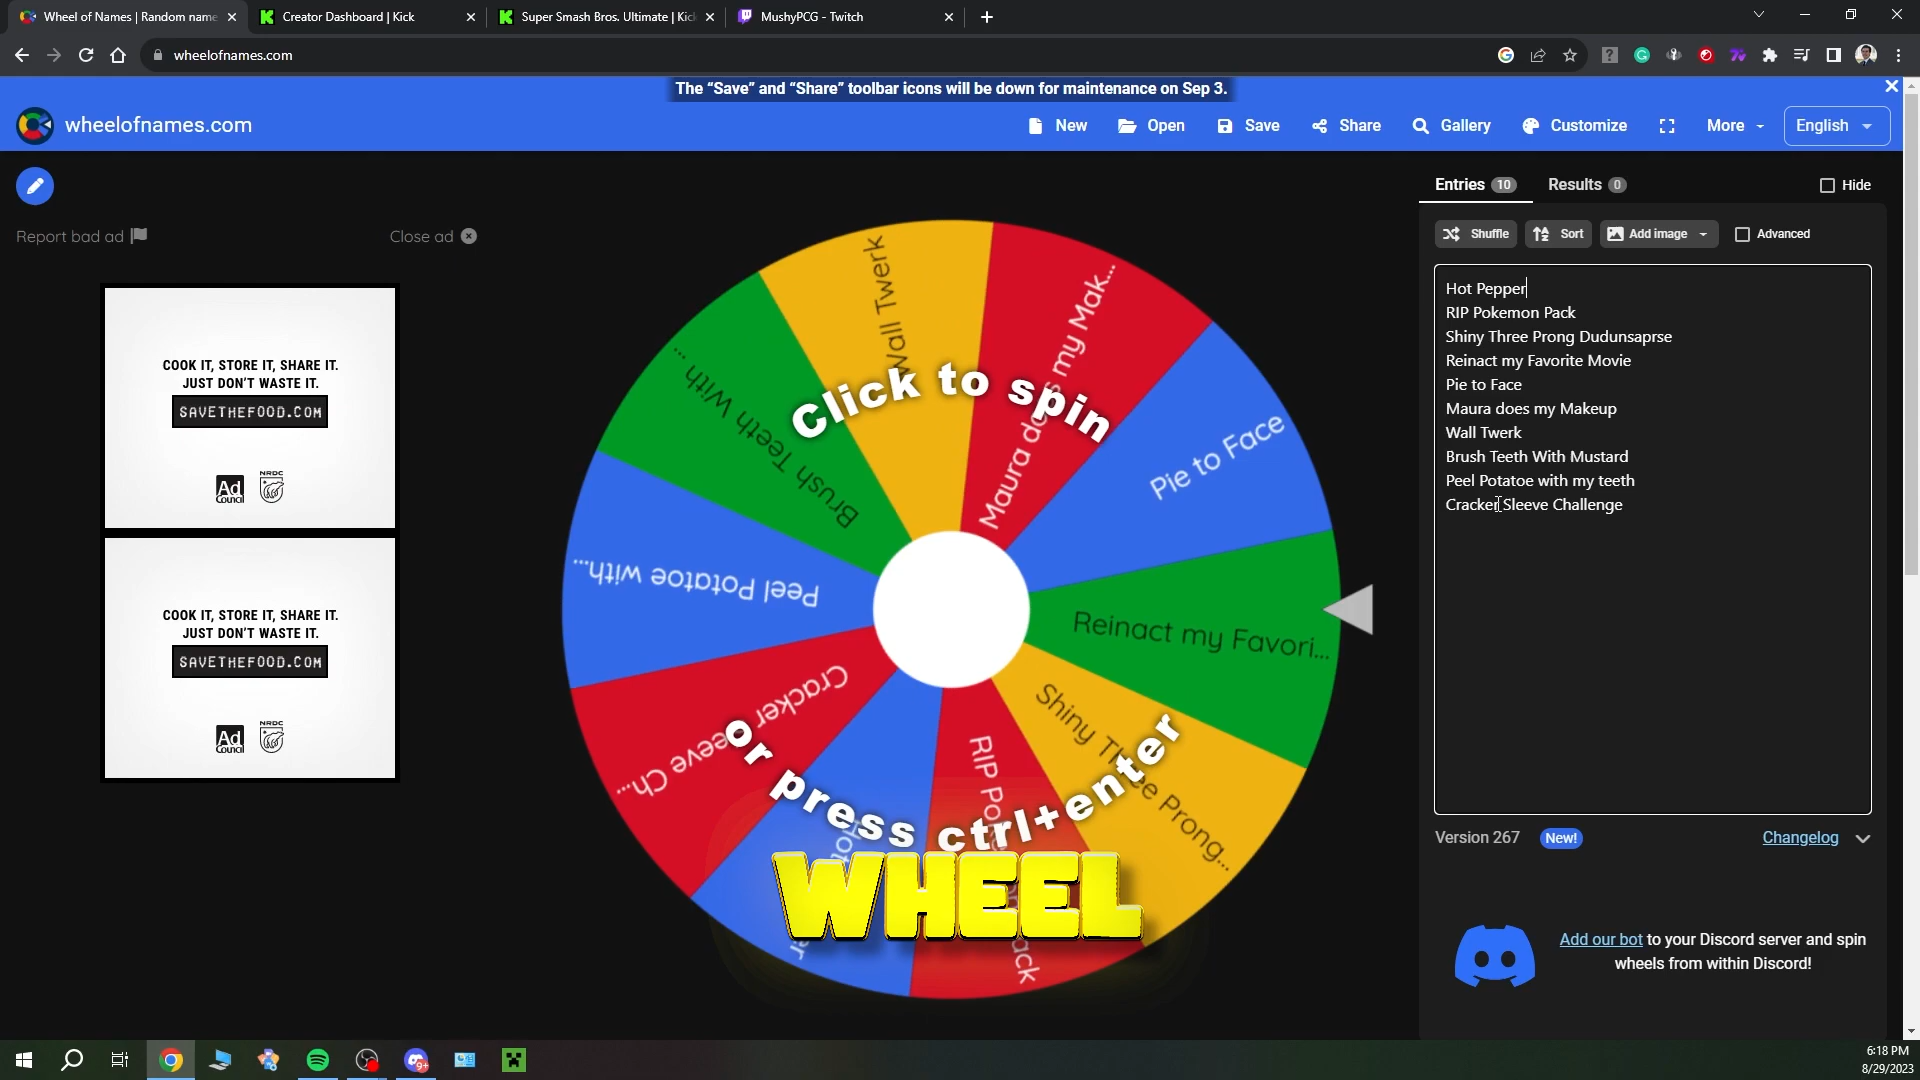 Wheel of Names | Random name
Creator Dashboard | Kick
Super Smash Bros. Ultimate | Kic
MushyPCG - Twitch
wheelofnames.com
The “Save” and “Share” toolbar icons will be down for maintenance on Sep 3.
wheelofnames.com
New
Open
Save
Share
Gallery
Customize
More
English
Report bad ad
Close ad
COOK IT, STORE IT, SHARE IT.
JUST DON'T WASTE IT.
SAVETHEFOOD.COM
Ad
Council
NRDC
COOK IT, STORE IT, SHARE IT.
JUST DON'T WASTE IT.
SAVETHEFOOD.COM
Ad
Council
NRDC
Click to spin
or press ctrl+enter
Wall Twerk
Maura does my Mak...
Pie to Face
Reinact my Favori...
Shiny Three Prong...
Cracker Sleeve Ch...
Peel Potatoe with...
Brush Teeth With...
WHEEL
Entries 10
Results 0
Hide
Shuffle
Sort
Add image
Advanced
Hot Pepper
RIP Pokemon Pack
Shiny Three Prong Dudunsaprse
Reinact my Favorite Movie
Pie to Face
Maura does my Makeup
Wall Twerk
Brush Teeth With Mustard
Peel Potatoe with my teeth
Cracker Sleeve Challenge
Version 267
New!
Changelog
Add our bot to your Discord server and spin
wheels from within Discord!
9+
6:18 PM
8/29/2023